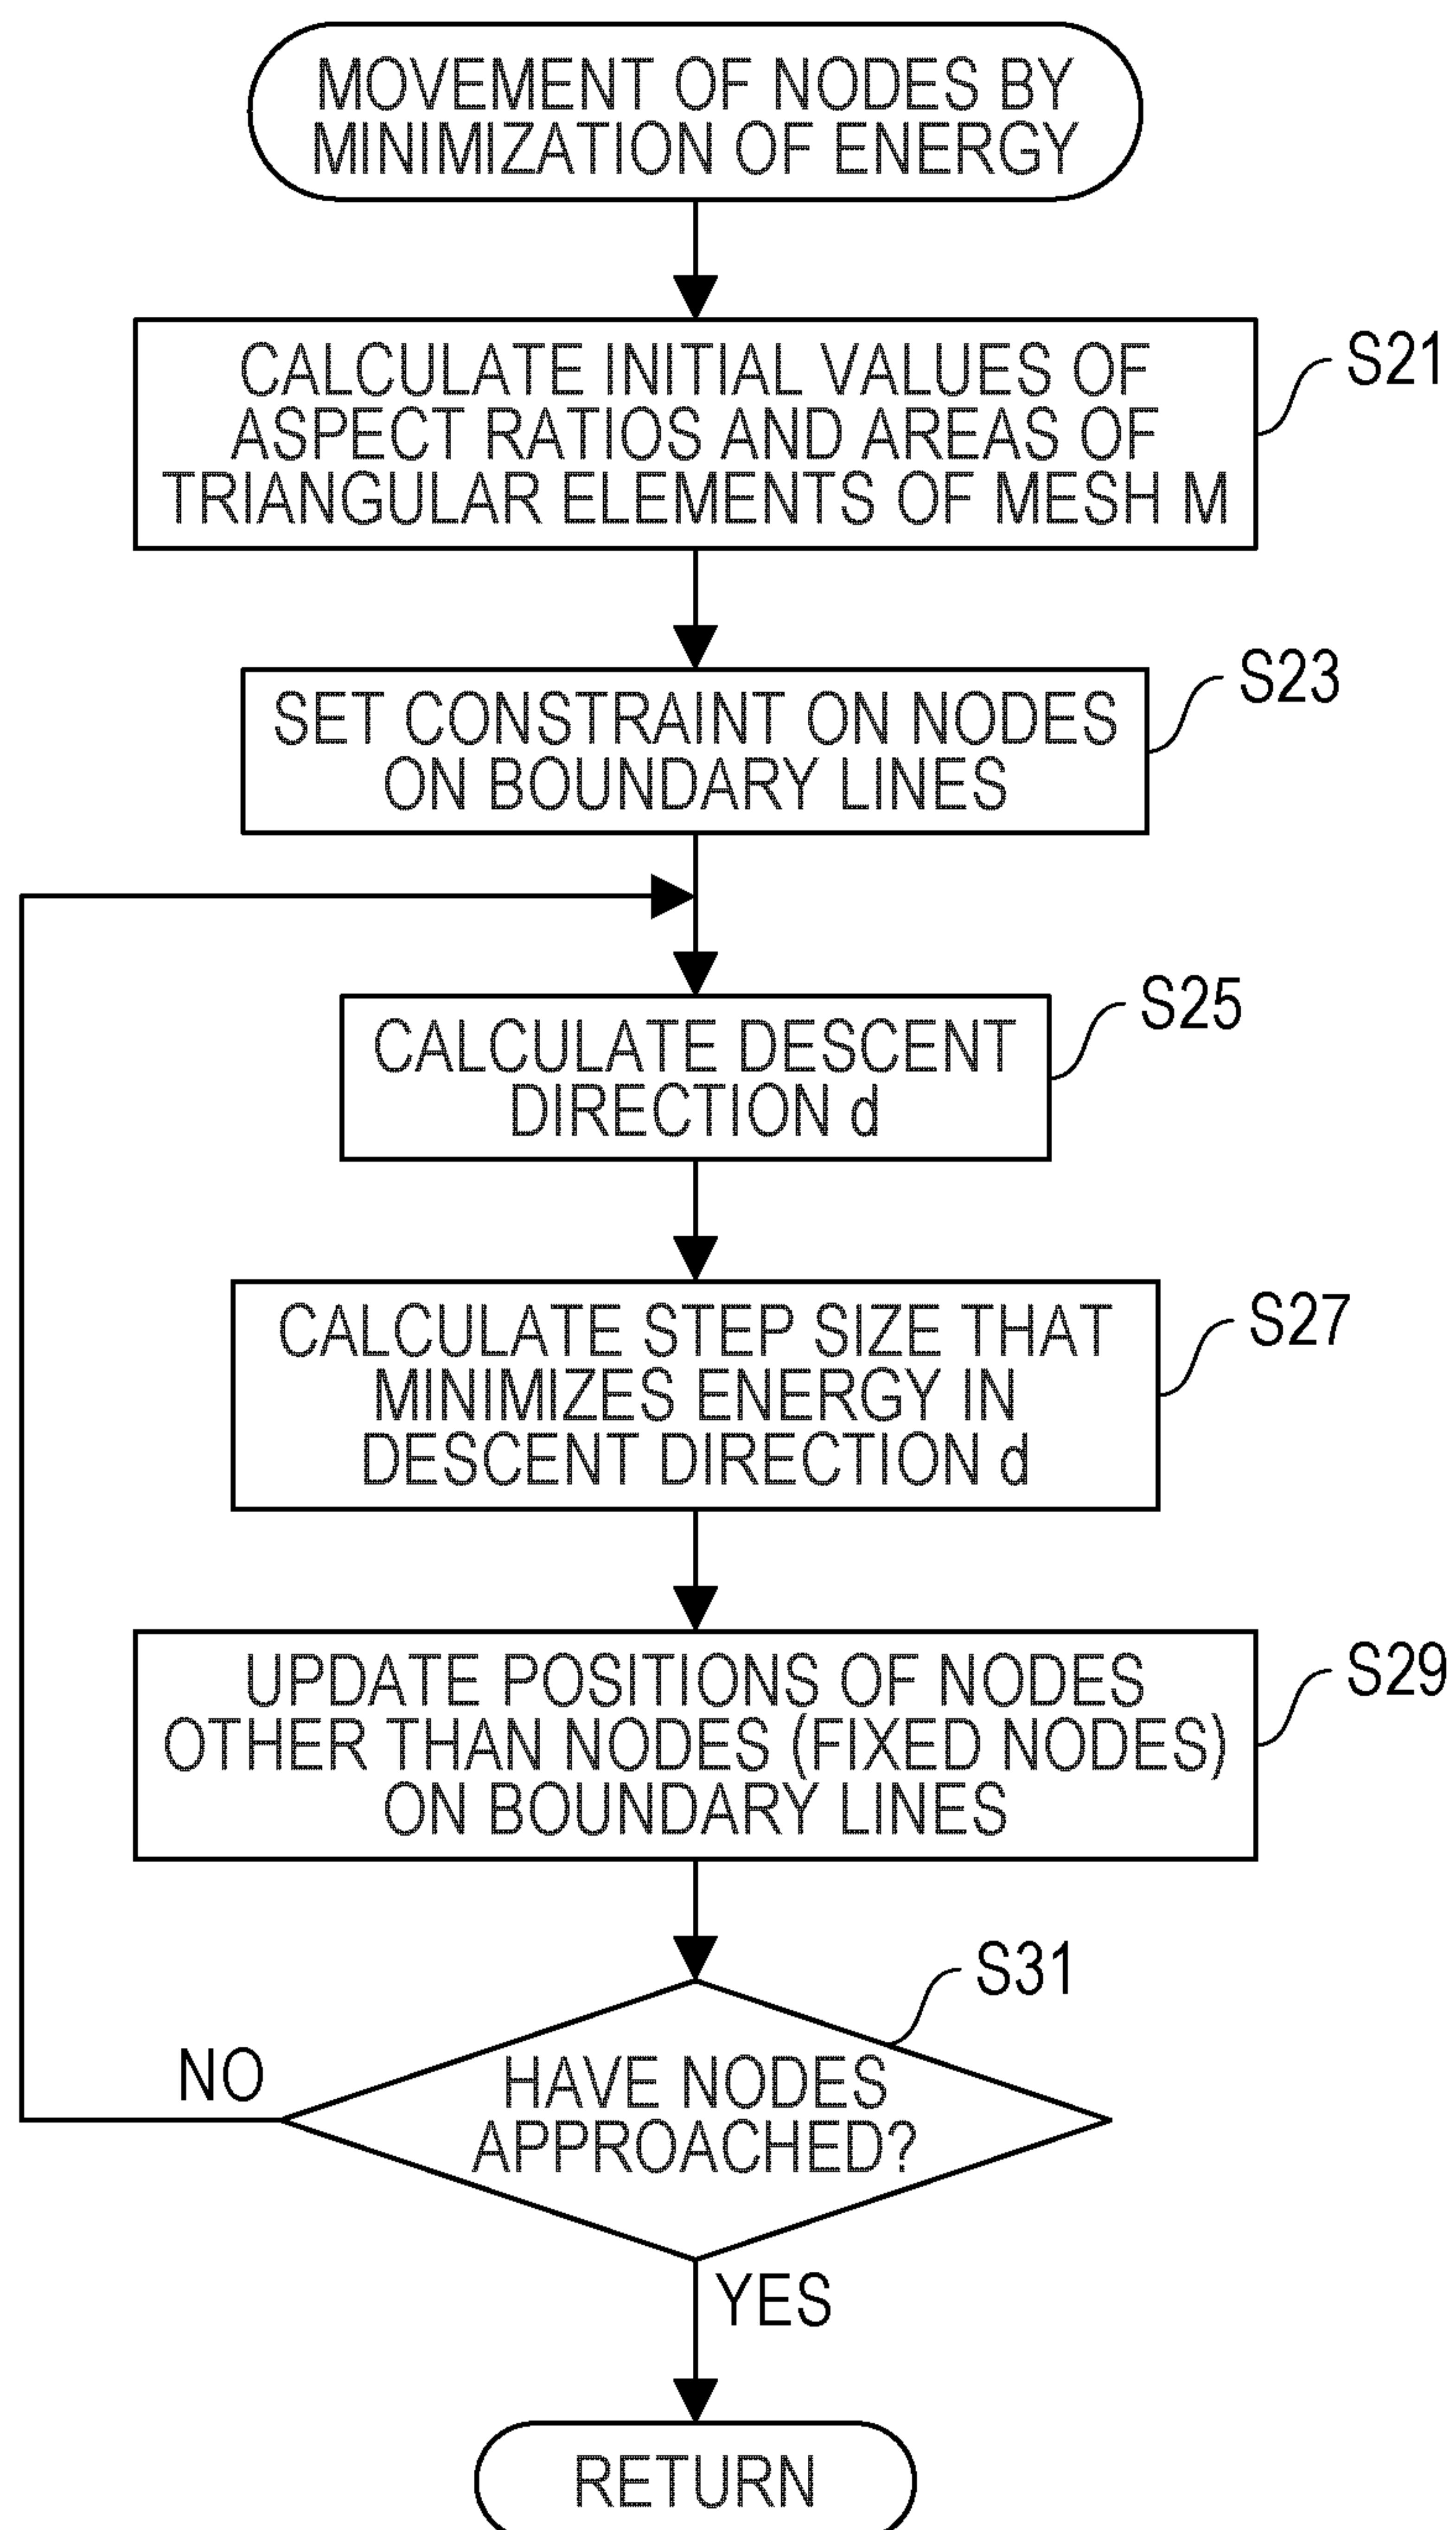 MOVEMENT OF NODES BY
MINIMIZATION OF ENERGY
CALCULATE INITIAL VALUES OF
ASPECT RATIOS AND AREAS OF
TRIANGULAR ELEMENTS OF MESH M
S21
SET CONSTRAINT ON NODES
ON BOUNDARY LINES
S23
CALCULATE DESCENT
DIRECTION d
S25
CALCULATE STEP SIZE THAT
MINIMIZES ENERGY IN
DESCENT DIRECTION d
S27
UPDATE POSITIONS OF NODES
OTHER THAN NODES (FIXED NODES)
ON BOUNDARY LINES
S29
HAVE NODES
APPROACHED?
S31
NO
YES
RETURN